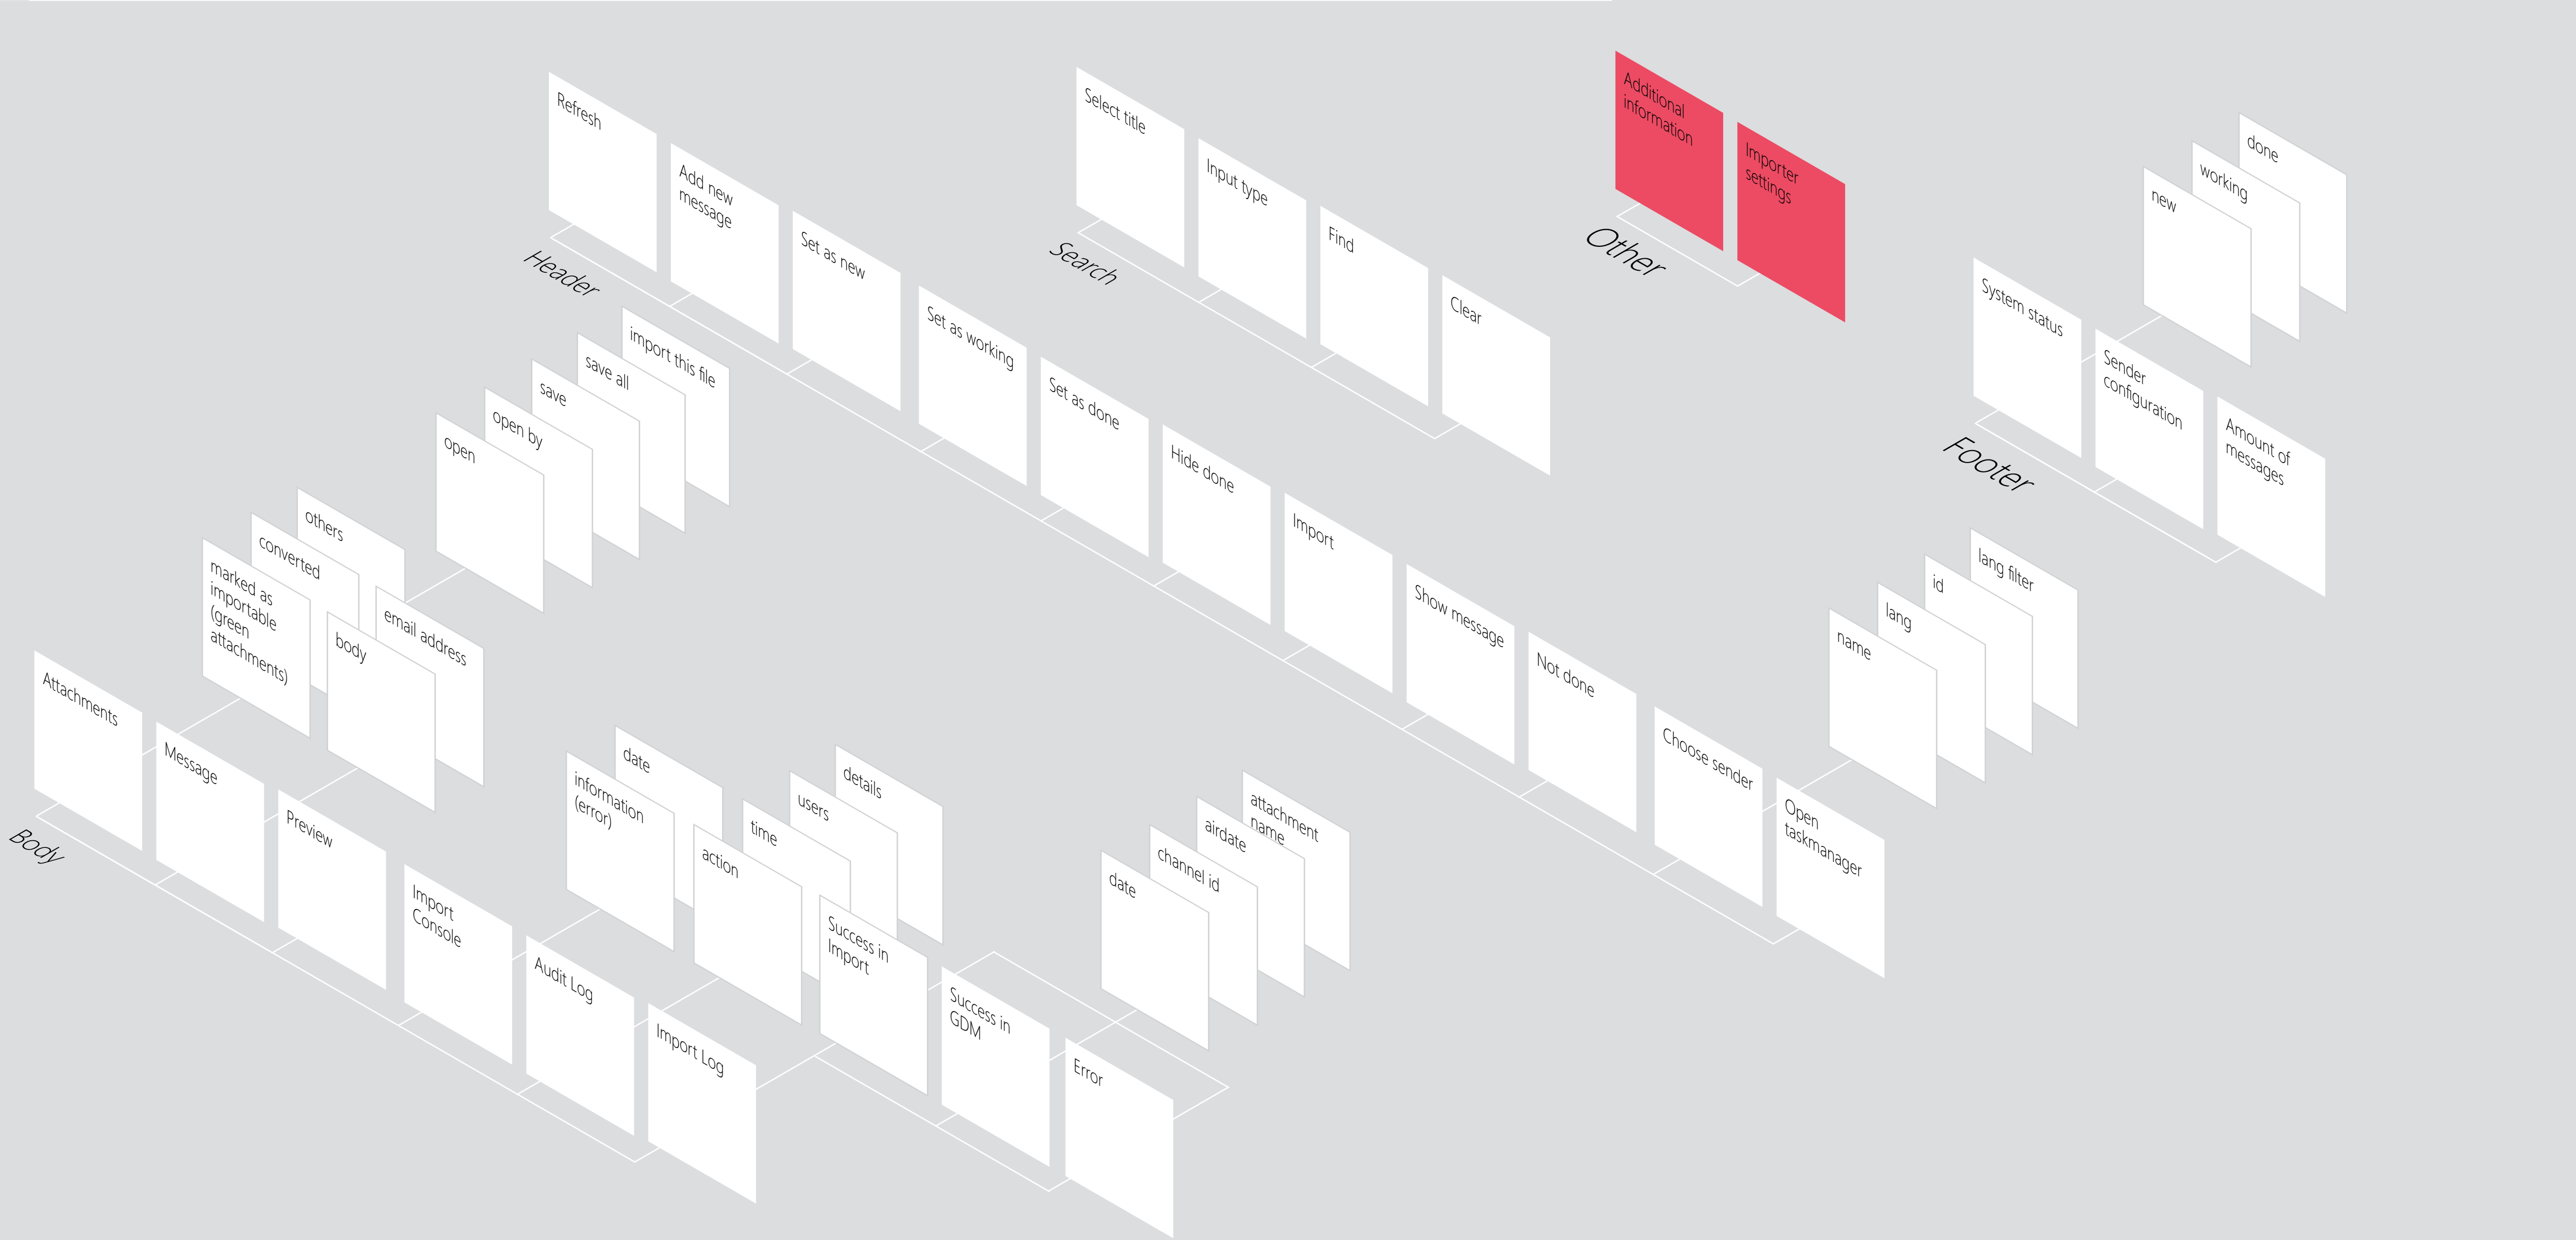 Refresh
Add new
message
Set as new
Set as working
Set as done
Hide done
Import
Show message
Not done
Choose sender
Open
taskmanager
Header
name
lang
id
lang filter
Select title
Input type
Find
Clear
Search
Additional
information
Importer
settings
Other
System status
Sender
configuration
Amount of
messages
Footer
new
working
done
Attachments
Message
Preview
Import
Console
Audit Log
Import Log
Body
marked as
importable
(green
attachments)
converted
others
open
open by
save
save all
import this file
body
email address
information
(error)
date
action
time
users
details
Success in
Import
Success in
GDM
Error
date
channel id
airdate
attachment
name